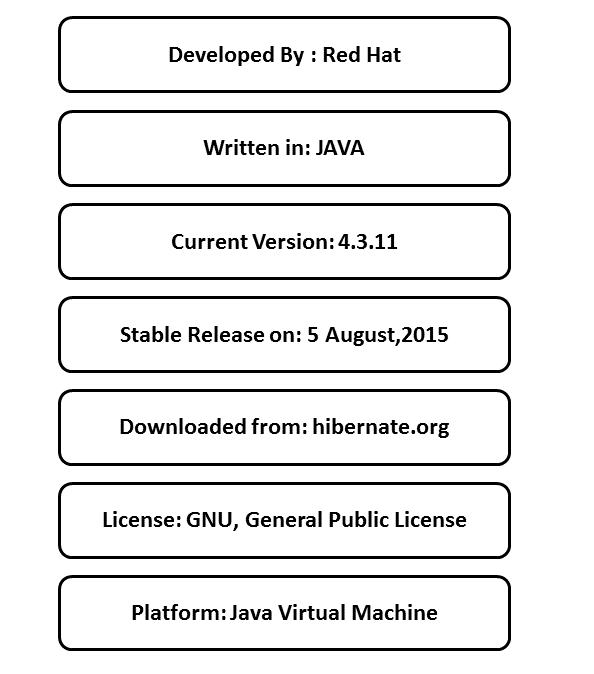 Developed By : Red Hat
Written in: JAVA
Current Version: 4.3.11
Stable Release on: 5 August,2015
Downloaded from: hibernate.org
License: GNU, General Public License
Platform: Java Virtual Machine